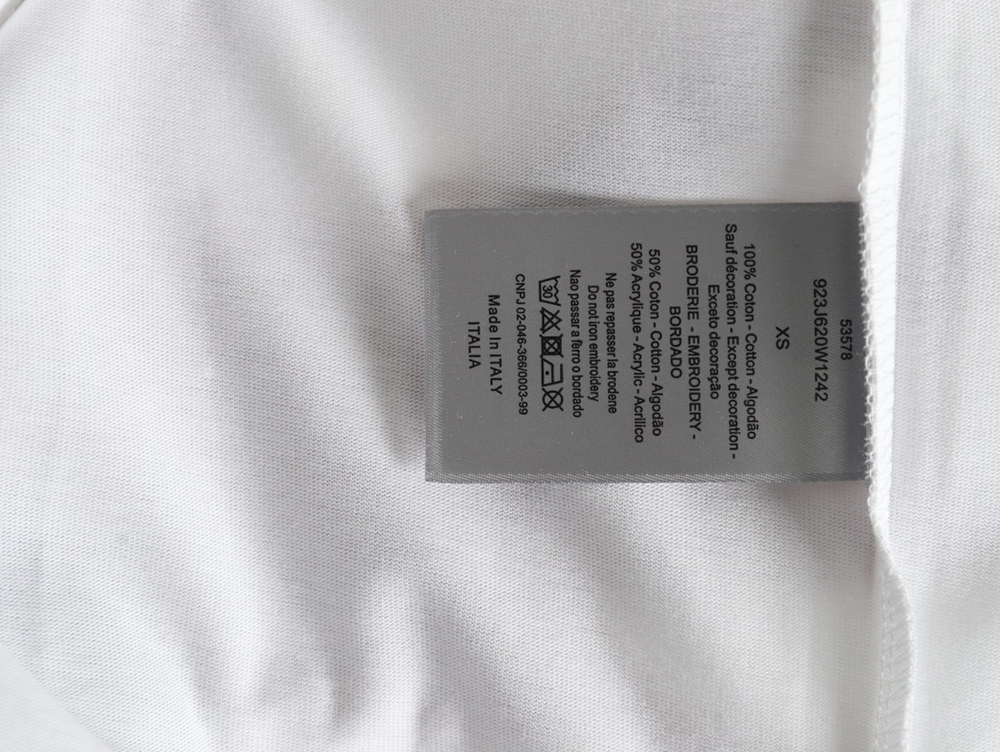 53578
923J620W1242
XS
100% Coton - Cotton - Algodão
Sauf décoration - Except decoration -
Exceto decoração
BRODERIE - EMBROIDERY -
BORDADO
50% Coton - Cotton - Algodão
50% Acrylique - Acrylic - Acrílico
Ne pas repasser la brodene
Do not iron embroidery
Nao passar a ferro o bordado
30
CNPJ 02-046-366/0003-99
Made In ITALY
ITALIA